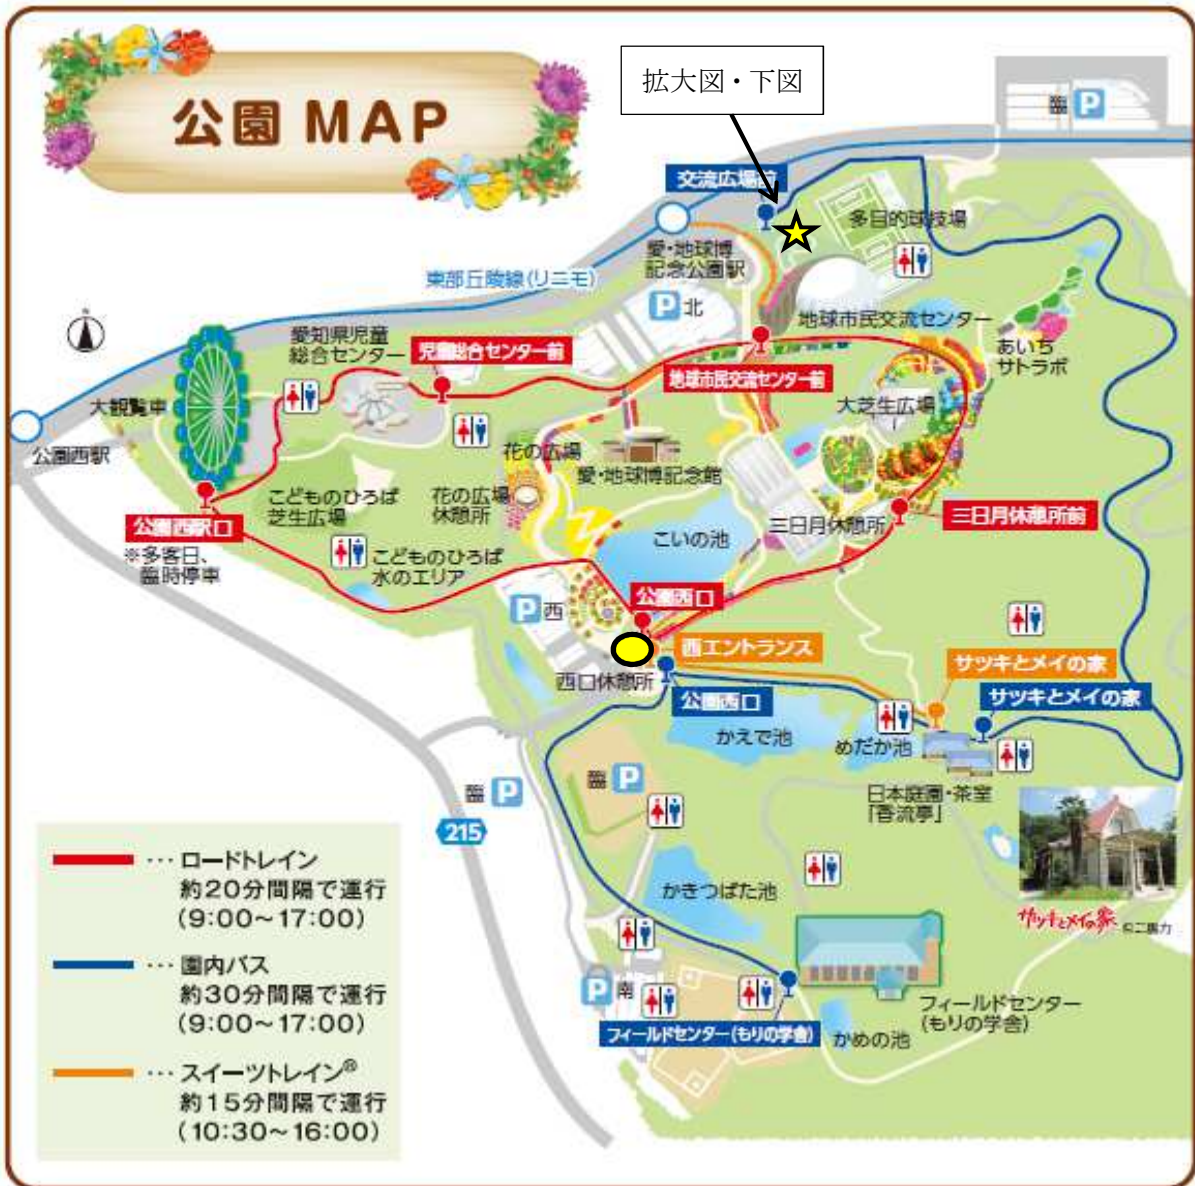 公園 MAP
拡大図・下図
臨 P
交流広場前
多目的球技場
愛・地球博
記念公園駅
東部丘陵線(リニモ)
P 北
地球市民交流センター
愛知県児童
総合センター
児童総合センター前
地球市民交流センター前
あいち
サトラボ
大観覧車
大芝生広場
公園西駅
花の広場
愛・地球博記念館
こどものひろば
芝生広場
花の広場
休憩所
公園西駅口
三日月休憩所
三日月休憩所前
こいの池
※多客日、
臨時停車
こどものひろば
水のエリア
P 西
公園西口
西エントランス
サツキとメイの家
西口休憩所
公園西口
サツキとメイの家
かえで池
めだか池
臨 P
臨 P
日本庭園・茶室
「香流亭」
215
かきつばた池
サツキとメイの家
P 南
フィールドセンター
(もりの学舎)
フィールドセンター(もりの学舎)
かめの池
…ロードトレイン
約20分間隔で運行
(9:00~17:00)
…園内バス
約30分間隔で運行
(9:00~17:00)
…スイーツトレイン®
約15分間隔で運行
(10:30~16:00)